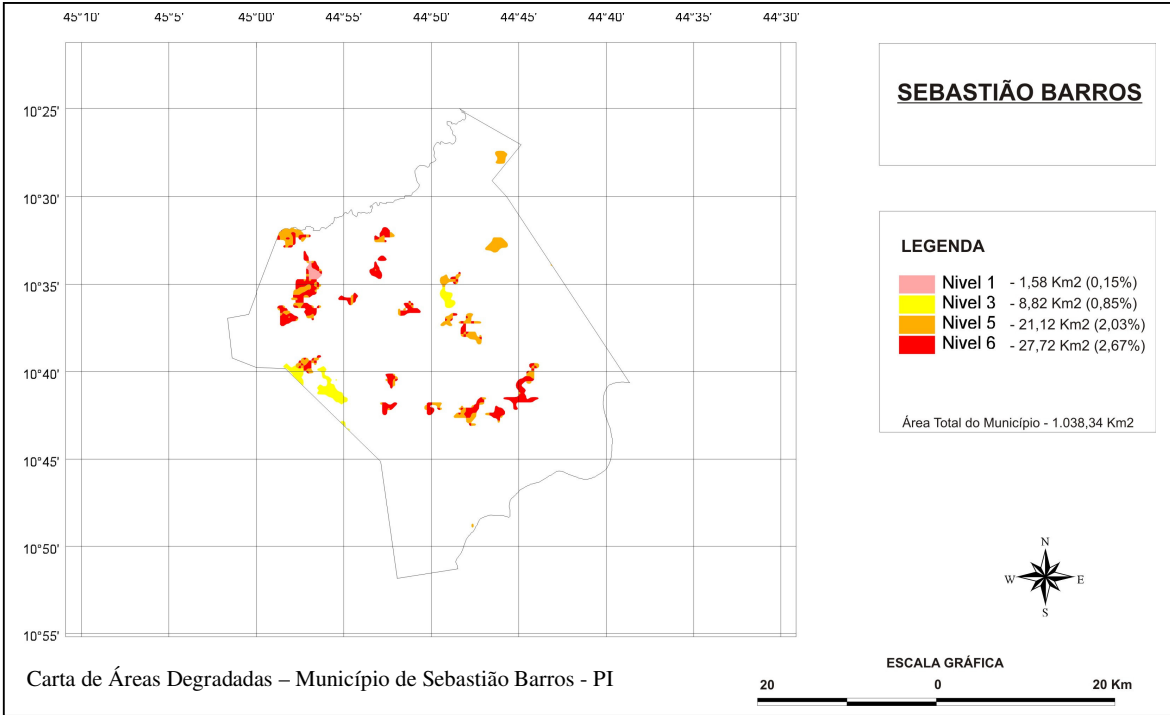 45°10' 45°5' 45°00' 44°55' 44°50' 44°45' 44°40' 44°35' 44°30'
SEBASTIÃO BARROS
10°25'
10°30'
10°35'
10°40'
10°45'
10°50'
10°55'
LEGENDA
Nivel 1 - 1,58 Km2 (0,15%)
Nivel 3 - 8,82 Km2 (0,85%)
Nivel 5 - 21,12 Km2 (2,03%)
Nivel 6 - 27,72 Km2 (2,67%)
Área Total do Município - 1.038,34 Km2
N
W E
S
Carta de Áreas Degradadas – Município de Sebastião Barros - PI
ESCALA GRÁFICA
20 0 20 Km